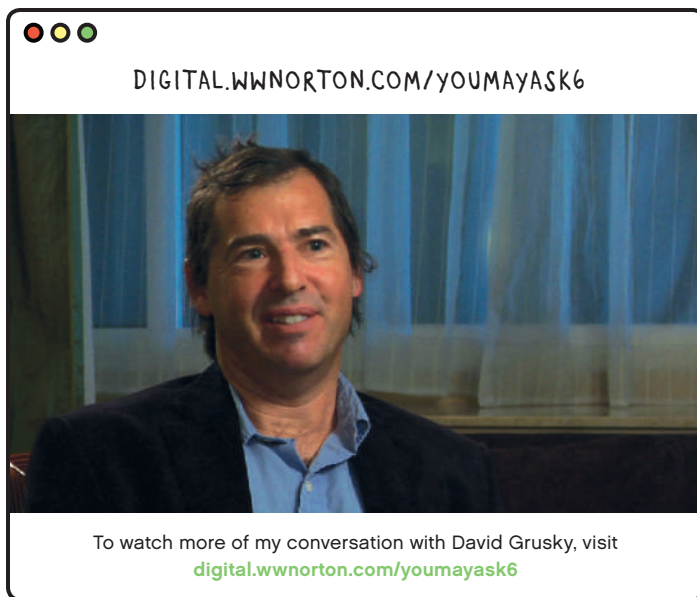 DIGITAL.WWNORTON.COM/YOUMAYASK6
To watch more of my conversation with David Grusky, visit
digital.wwnorton.com/youmayask6